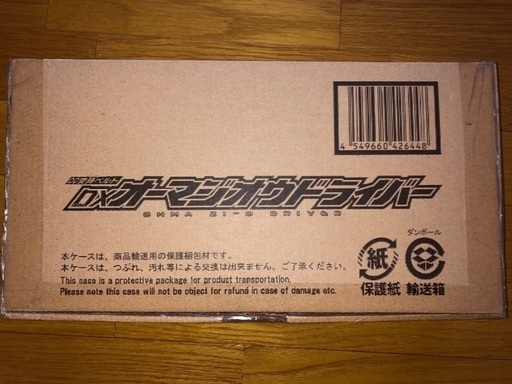 4 549660 426448
変身ベルト
DXオーマジオウドライバー
OHMA ZI-O DRIVER
本ケースは、商品輸送用の保護梱包材です。
本ケースは、つぶれ、汚れ等による交換は出来ません。ご了承ください。
This case is a protective package for product transportation.
Please note this case will not be object for refund in case of damage etc.
紙
保護紙
ダンボール
輸送箱